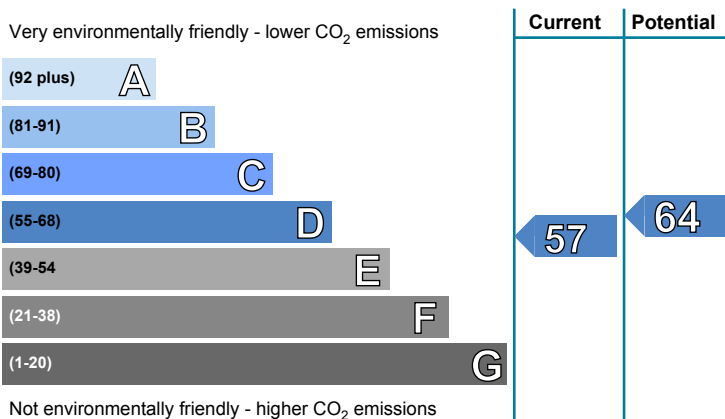 Very environmentally friendly - lower CO2 emissions
Current
Potential
(92 plus) A
(81-91) B
(69-80) C
(55-68) D
(39-54 E
(21-38) F
(1-20) G
57
64
Not environmentally friendly - higher CO2 emissions